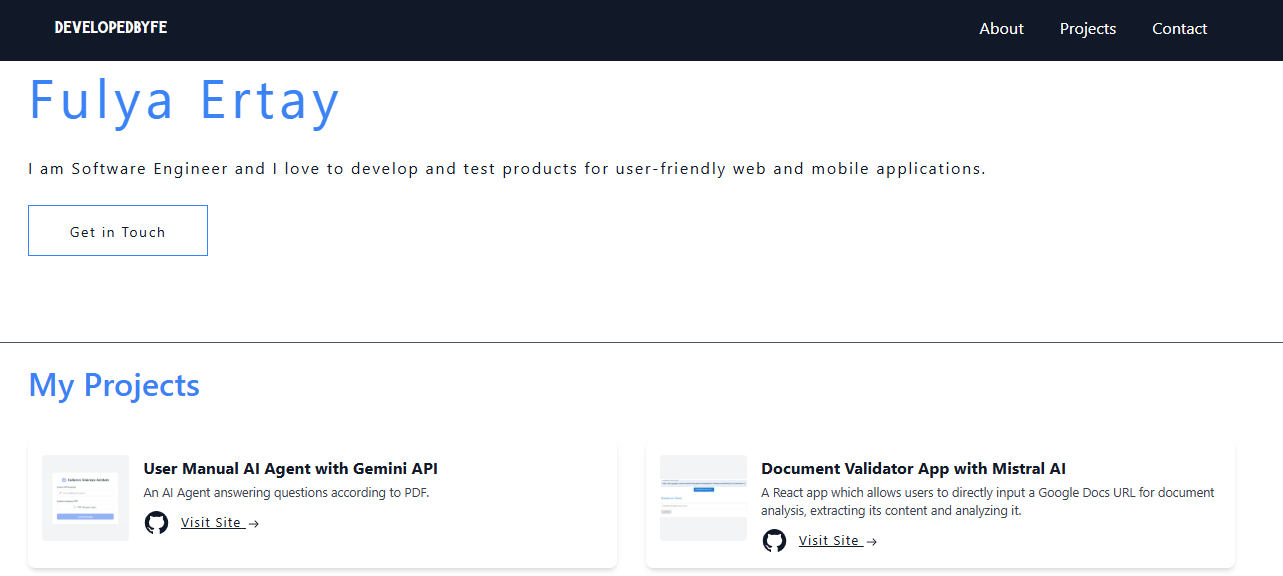 DEVELOPEDBYFE
About Projects Contact
Fulya Ertay
I am Software Engineer and I love to develop and test products for user-friendly web and mobile applications.
Get in Touch
My Projects
User Manual AI Agent with Gemini API
An AI Agent answering questions according to PDF.
Visit Site →
Document Validator App with Mistral AI
A React app which allows users to directly input a Google Docs URL for document
analysis, extracting its content and analyzing it.
Visit Site →